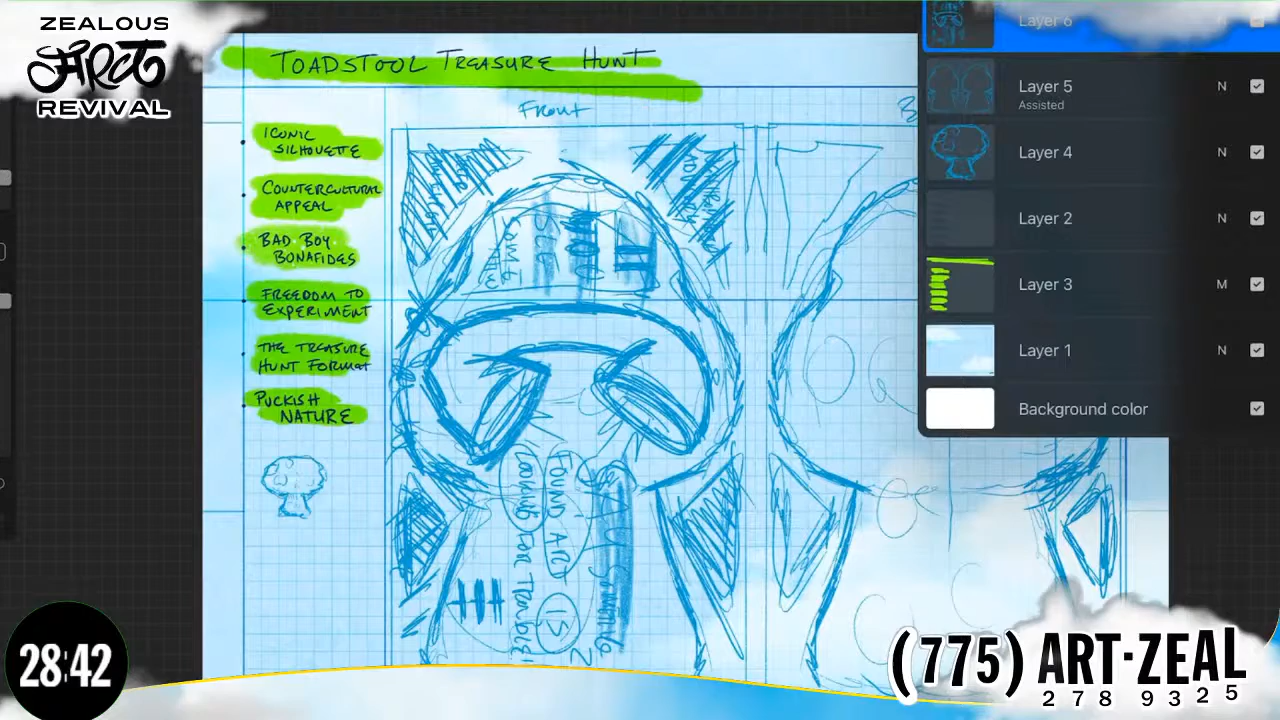 ZEALOUS
ART
REVIVAL
TOADSTOOL TREASURE HUNT
Front
ICONIC
SILHOUETTE
COUNTERCULTURAL
APPEAL
BAD BOY
BONAFIDES
FREEDOM TO
EXPERIMENT
THE TREASURE
HUNT FORMAT
PUCKISH
NATURE
FOUND ART
LOOKING FOR
15
Layer 6
Layer 5
N
Assisted
Layer 4
N
Layer 2
N
Layer 3
M
Layer 1
N
Background color
28:42
(775) ART-ZEAL
278 9325